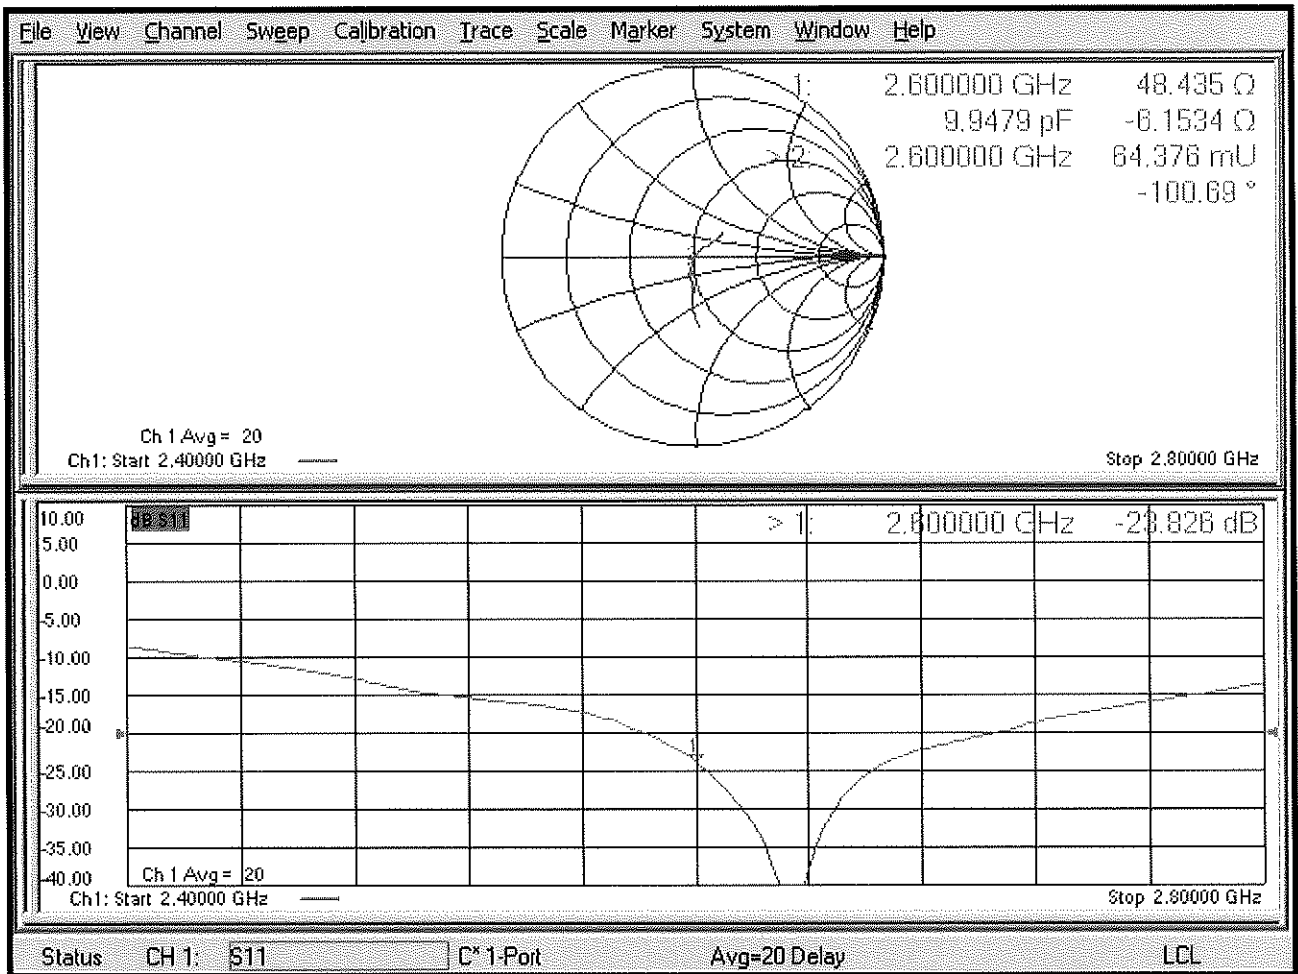 File View Channel Sweep Calibration Trace Scale Marker System Window Help
1: 2.600000 GHz 48.435 Ω
9.9479 pF -6.1534 Ω
> 2: 2.600000 GHz 64.376 mU
-100.69 °
Ch 1 Avg = 20
Ch1: Start 2.40000 GHz Stop 2.80000 GHz
10.00 dB S11 > 1: 2.600000 GHz -23.826 dB
5.00
0.00
-5.00
-10.00
-15.00
-20.00
-25.00
-30.00
-35.00
-40.00
1
Ch 1 Avg = 20
Ch1: Start 2.40000 GHz Stop 2.80000 GHz
Status CH 1: S11 C* 1-Port Avg=20 Delay LCL